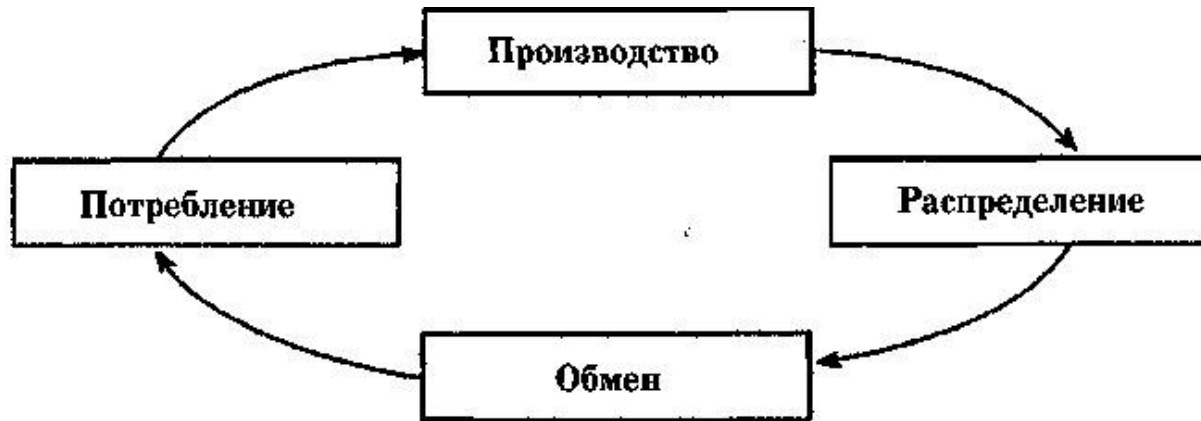 Производство
Потребление
Распределение
Обмен